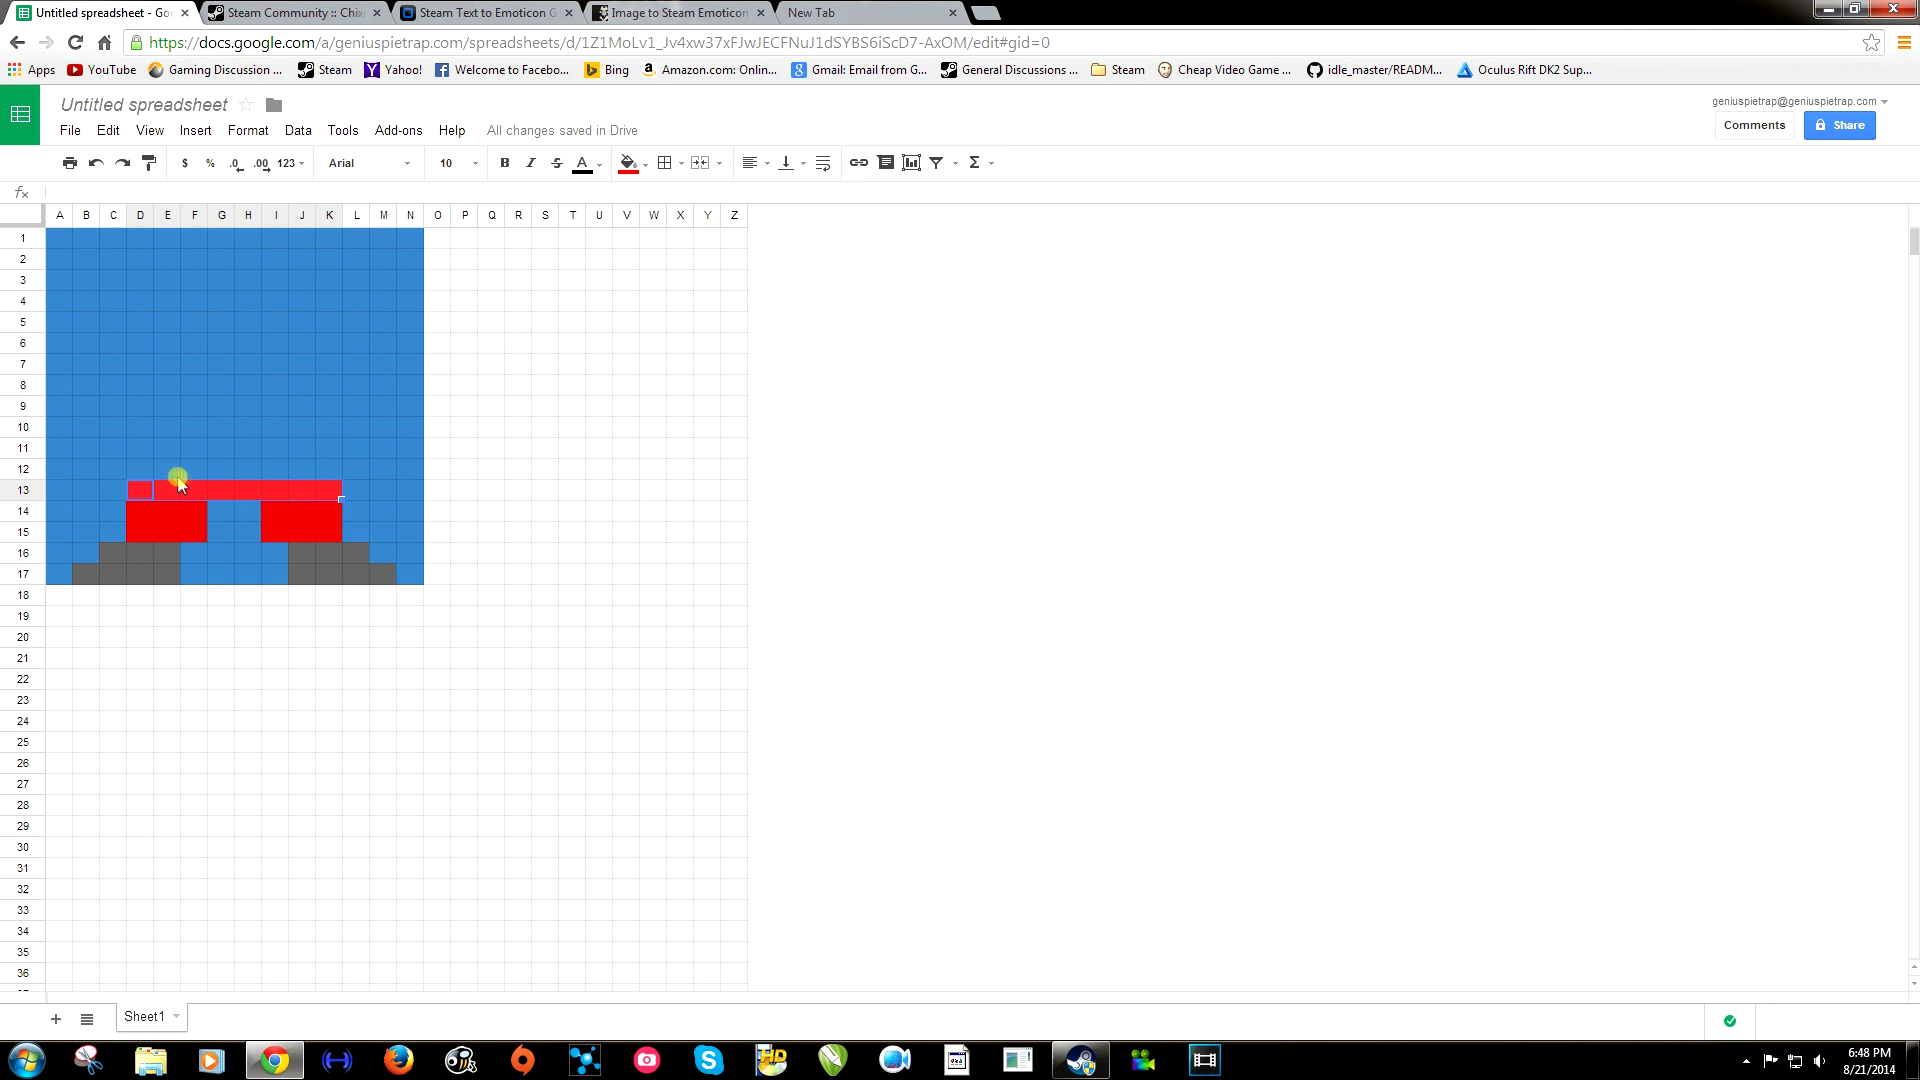 Untitled spreadsheet - Goo
Steam Community :: Chix
Steam Text to Emoticon G
Image to Steam Emoticon
New Tab
https://docs.google.com/a/geniuspietrap.com/spreadsheets/d/1Z1MoLv1_Jv4xw37xFJwJECFNuJ1dSYBS6iScD7-AxOM/edit#gid=0
Apps YouTube Gaming Discussion ... Steam Yahoo! Welcome to Facebo... Bing Amazon.com: Onlin... Gmail: Email from G... General Discussions ... Steam Cheap Video Game ... idle_master/READM... Oculus Rift DK2 Sup...
Untitled spreadsheet
geniuspietrap@geniuspietrap.com
File Edit View Insert Format Data Tools Add-ons Help All changes saved in Drive
Comments Share
$ % .0 .00 123 Arial 10 B I S A Σ
fx
A B C D E F G H I J K L M N O P Q R S T U V W X Y Z
1
2
3
4
5
6
7
8
9
10
11
12
13
14
15
16
17
18
19
20
21
22
23
24
25
26
27
28
29
30
31
32
33
34
35
36
Sheet1
6:48 PM
8/21/2014